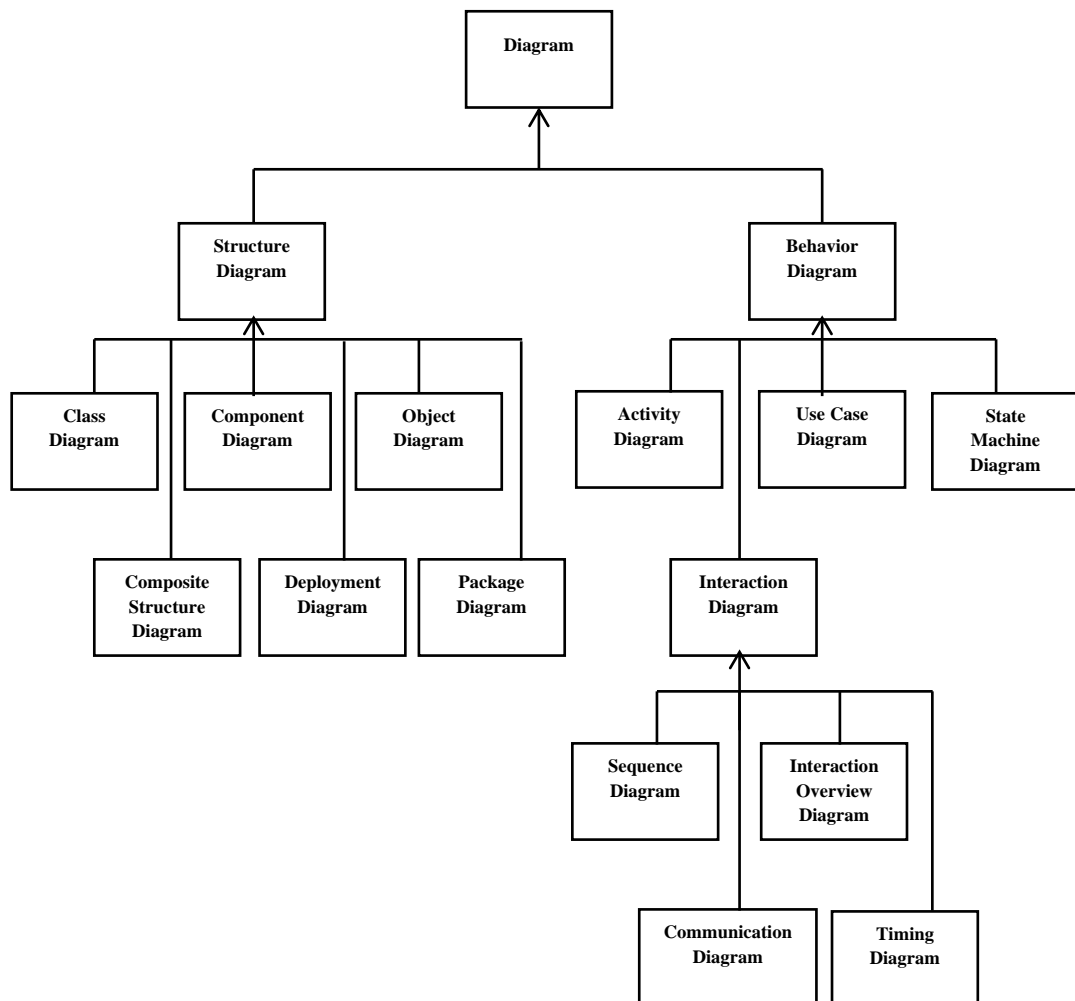 Diagram
Structure
Diagram
Behavior
Diagram
Class
Diagram
Component
Diagram
Object
Diagram
Activity
Diagram
Use Case
Diagram
State
Machine
Diagram
Composite
Structure
Diagram
Deployment
Diagram
Package
Diagram
Interaction
Diagram
Sequence
Diagram
Interaction
Overview
Diagram
Communication
Diagram
Timing
Diagram